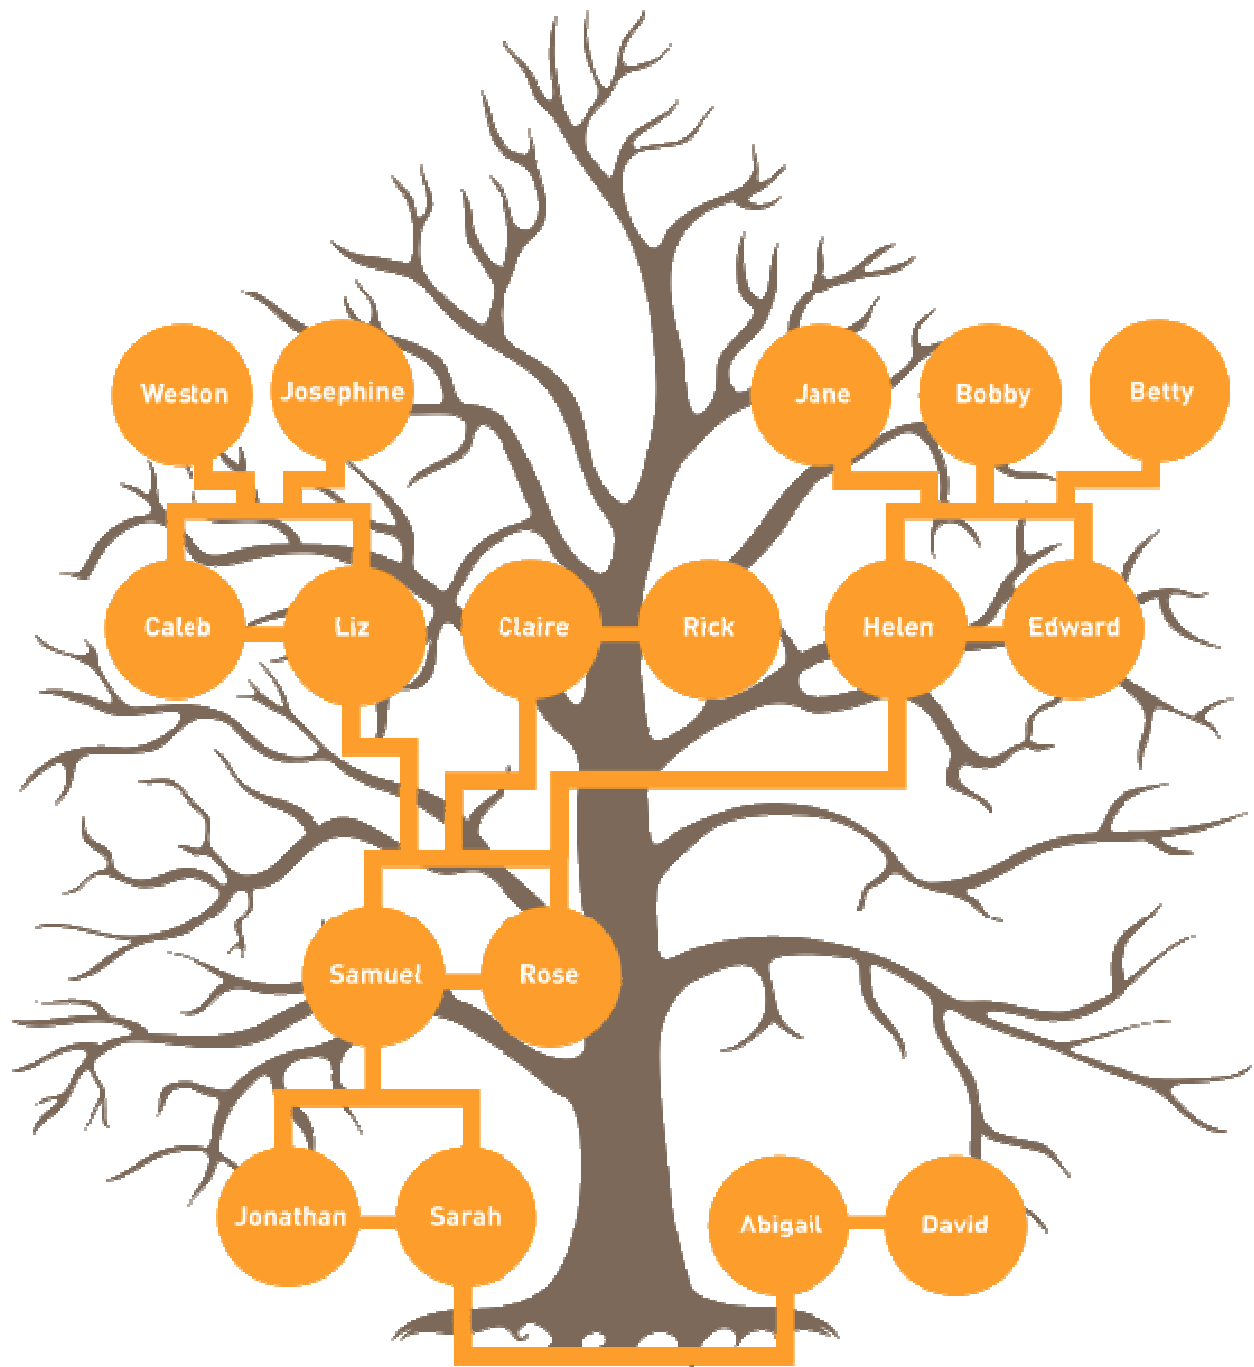 Weston
Josephine
Jane
Bobby
Betty
Caleb
Liz
Claire
Rick
Helen
Edward
Samuel
Rose
Jonathan
Sarah
Abigail
David